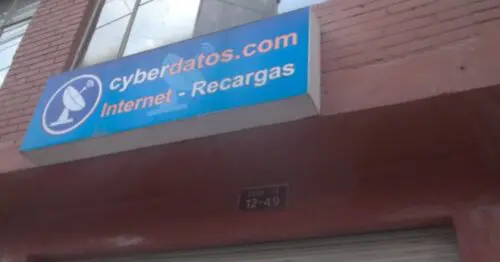 cyberdatos.com
Internet - Recargas
12-49